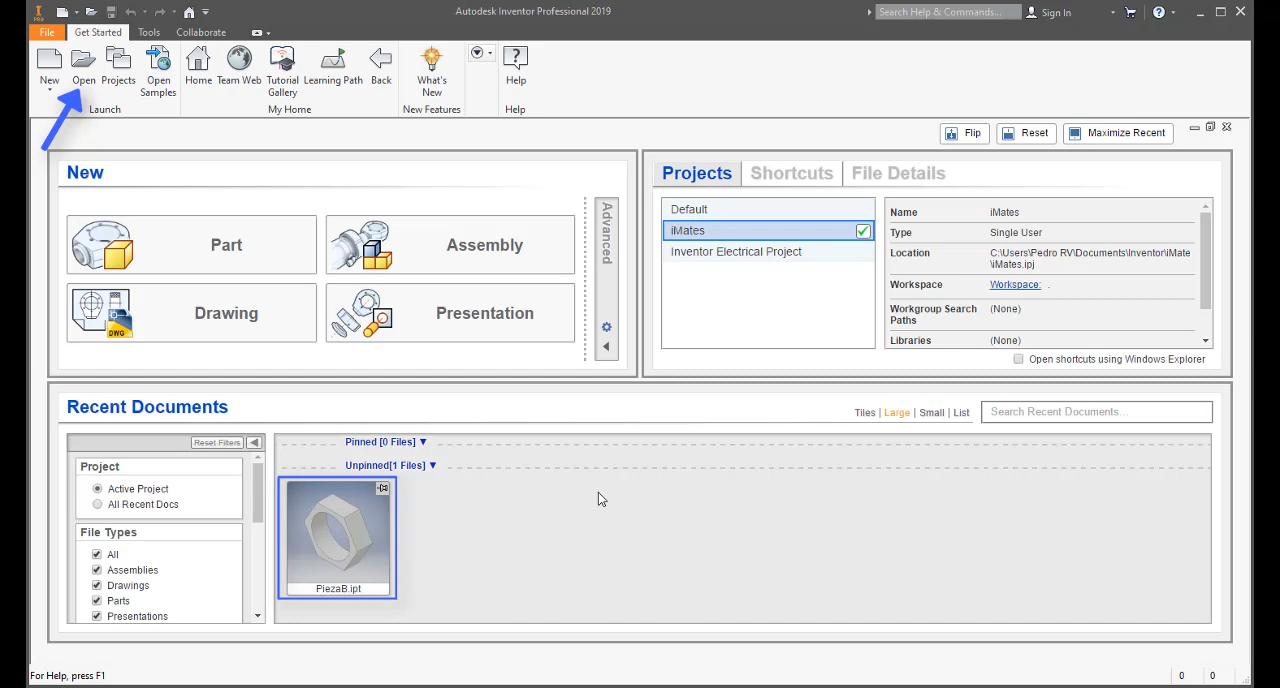 PRO
Autodesk Inventor Professional 2019
Search Help & Commands...
Sign In
File
Get Started
Tools
Collaborate
New
Open
Projects
Open
Samples
Home
Team Web
Tutorial
Gallery
Learning Path
Back
What's
New
Help
Launch
My Home
New Features
Help
Flip
Reset
Maximize Recent
New
Part
Assembly
Drawing
Presentation
DWG
Advanced
Projects
Shortcuts
File Details
Default
iMates
Inventor Electrical Project
Name iMates
Type Single User
Location C:\Users\Pedro RV\Documents\Inventor\iMate
\iMates.ipj
Workspace Workspace: .
Workgroup Search (None)
Paths
Libraries (None)
Open shortcuts using Windows Explorer
Recent Documents
Tiles | Large | Small | List
Search Recent Documents...
Reset Filters
Project
Active Project
All Recent Docs
File Types
All
Assemblies
Drawings
Parts
Presentations
Pinned [0 Files]
Unpinned[1 Files]
PiezaB.ipt
For Help, press F1
0 0